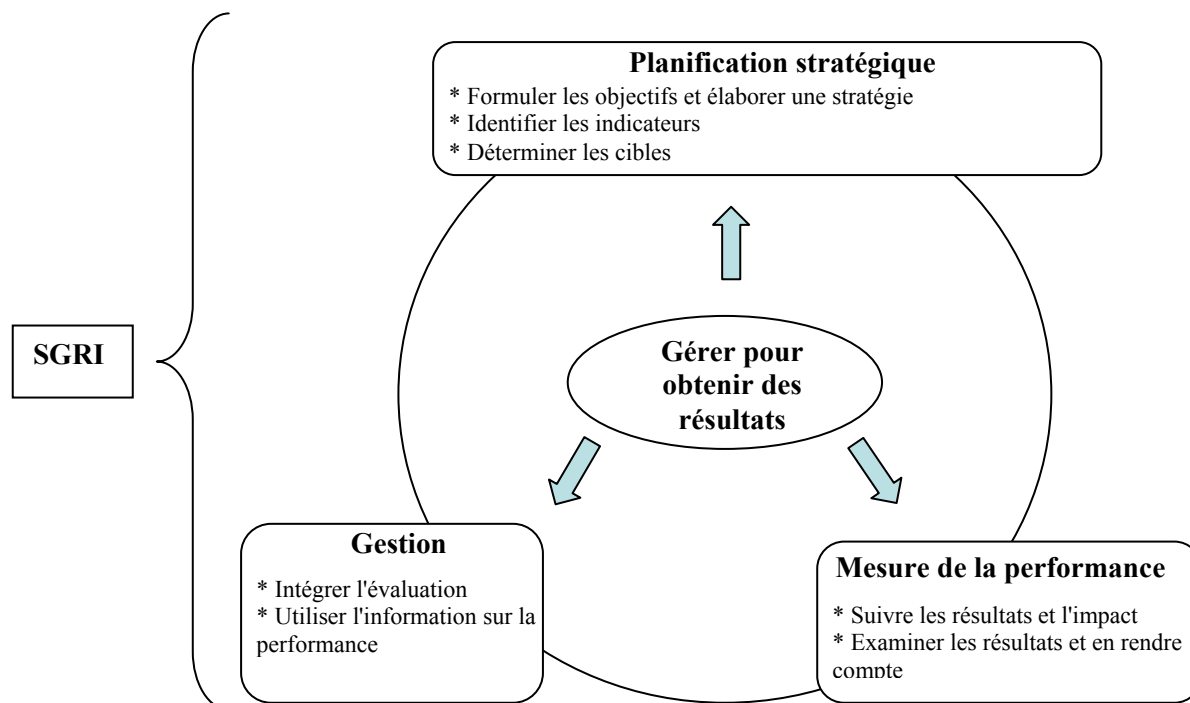 Planification stratégique
* Formuler les objectifs et élaborer une stratégie
* Identifier les indicateurs
* Déterminer les cibles
SGRI
Gérer pour
obtenir des
résultats
Gestion
* Intégrer l'évaluation
* Utiliser l'information sur la
performance
Mesure de la performance
* Suivre les résultats et l'impact
* Examiner les résultats et en rendre
compte